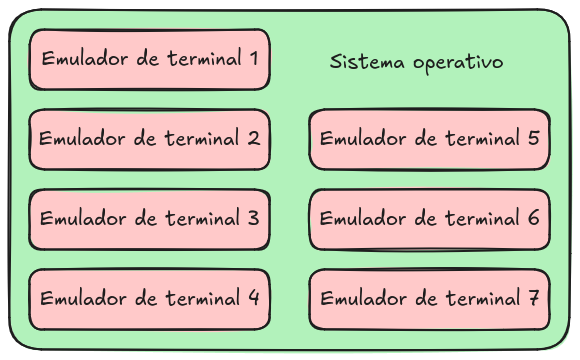 Emulador de terminal 1
Sistema operativo
Emulador de terminal 2
Emulador de terminal 5
Emulador de terminal 3
Emulador de terminal 6
Emulador de terminal 4
Emulador de terminal 7